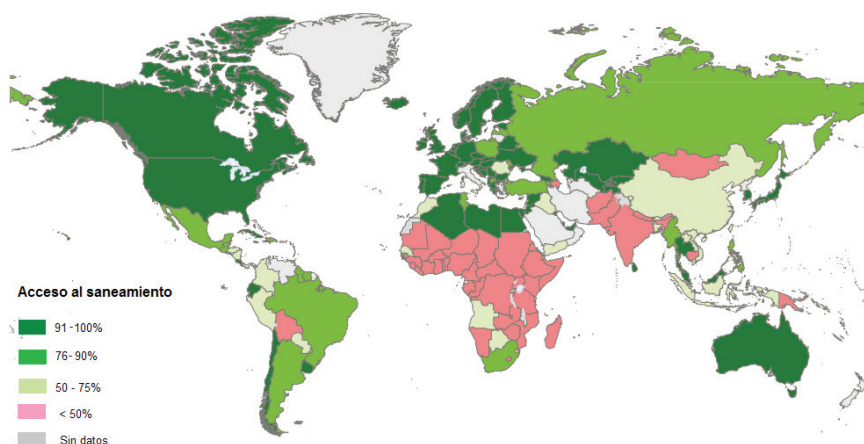 Acceso al saneamiento
91-100%
76- 90%
50 - 75%
< 50%
Sin datos